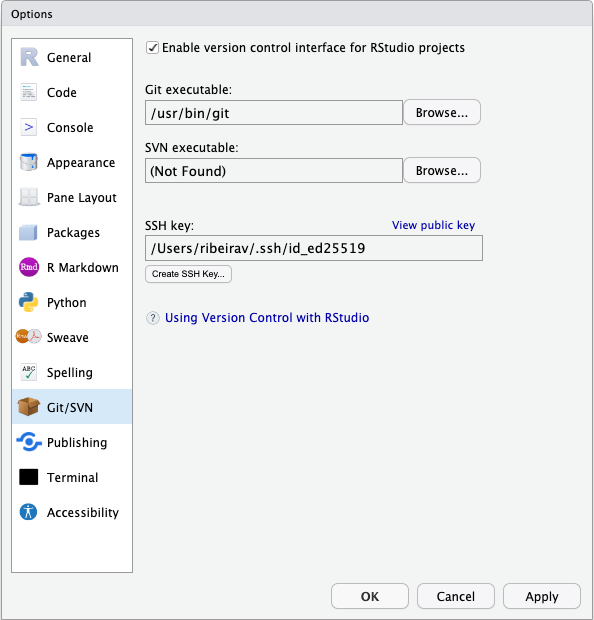 Options
General
Code
Console
Appearance
Pane Layout
Packages
Rmd R Markdown
Python
Sweave
ABC Spelling
Git/SVN
Publishing
Terminal
Accessibility
Enable version control interface for RStudio projects
Git executable:
/usr/bin/git Browse...
SVN executable:
(Not Found) Browse...
SSH key: View public key
/Users/ribeirav/.ssh/id_ed25519
Create SSH Key...
? Using Version Control with RStudio
OK Cancel Apply